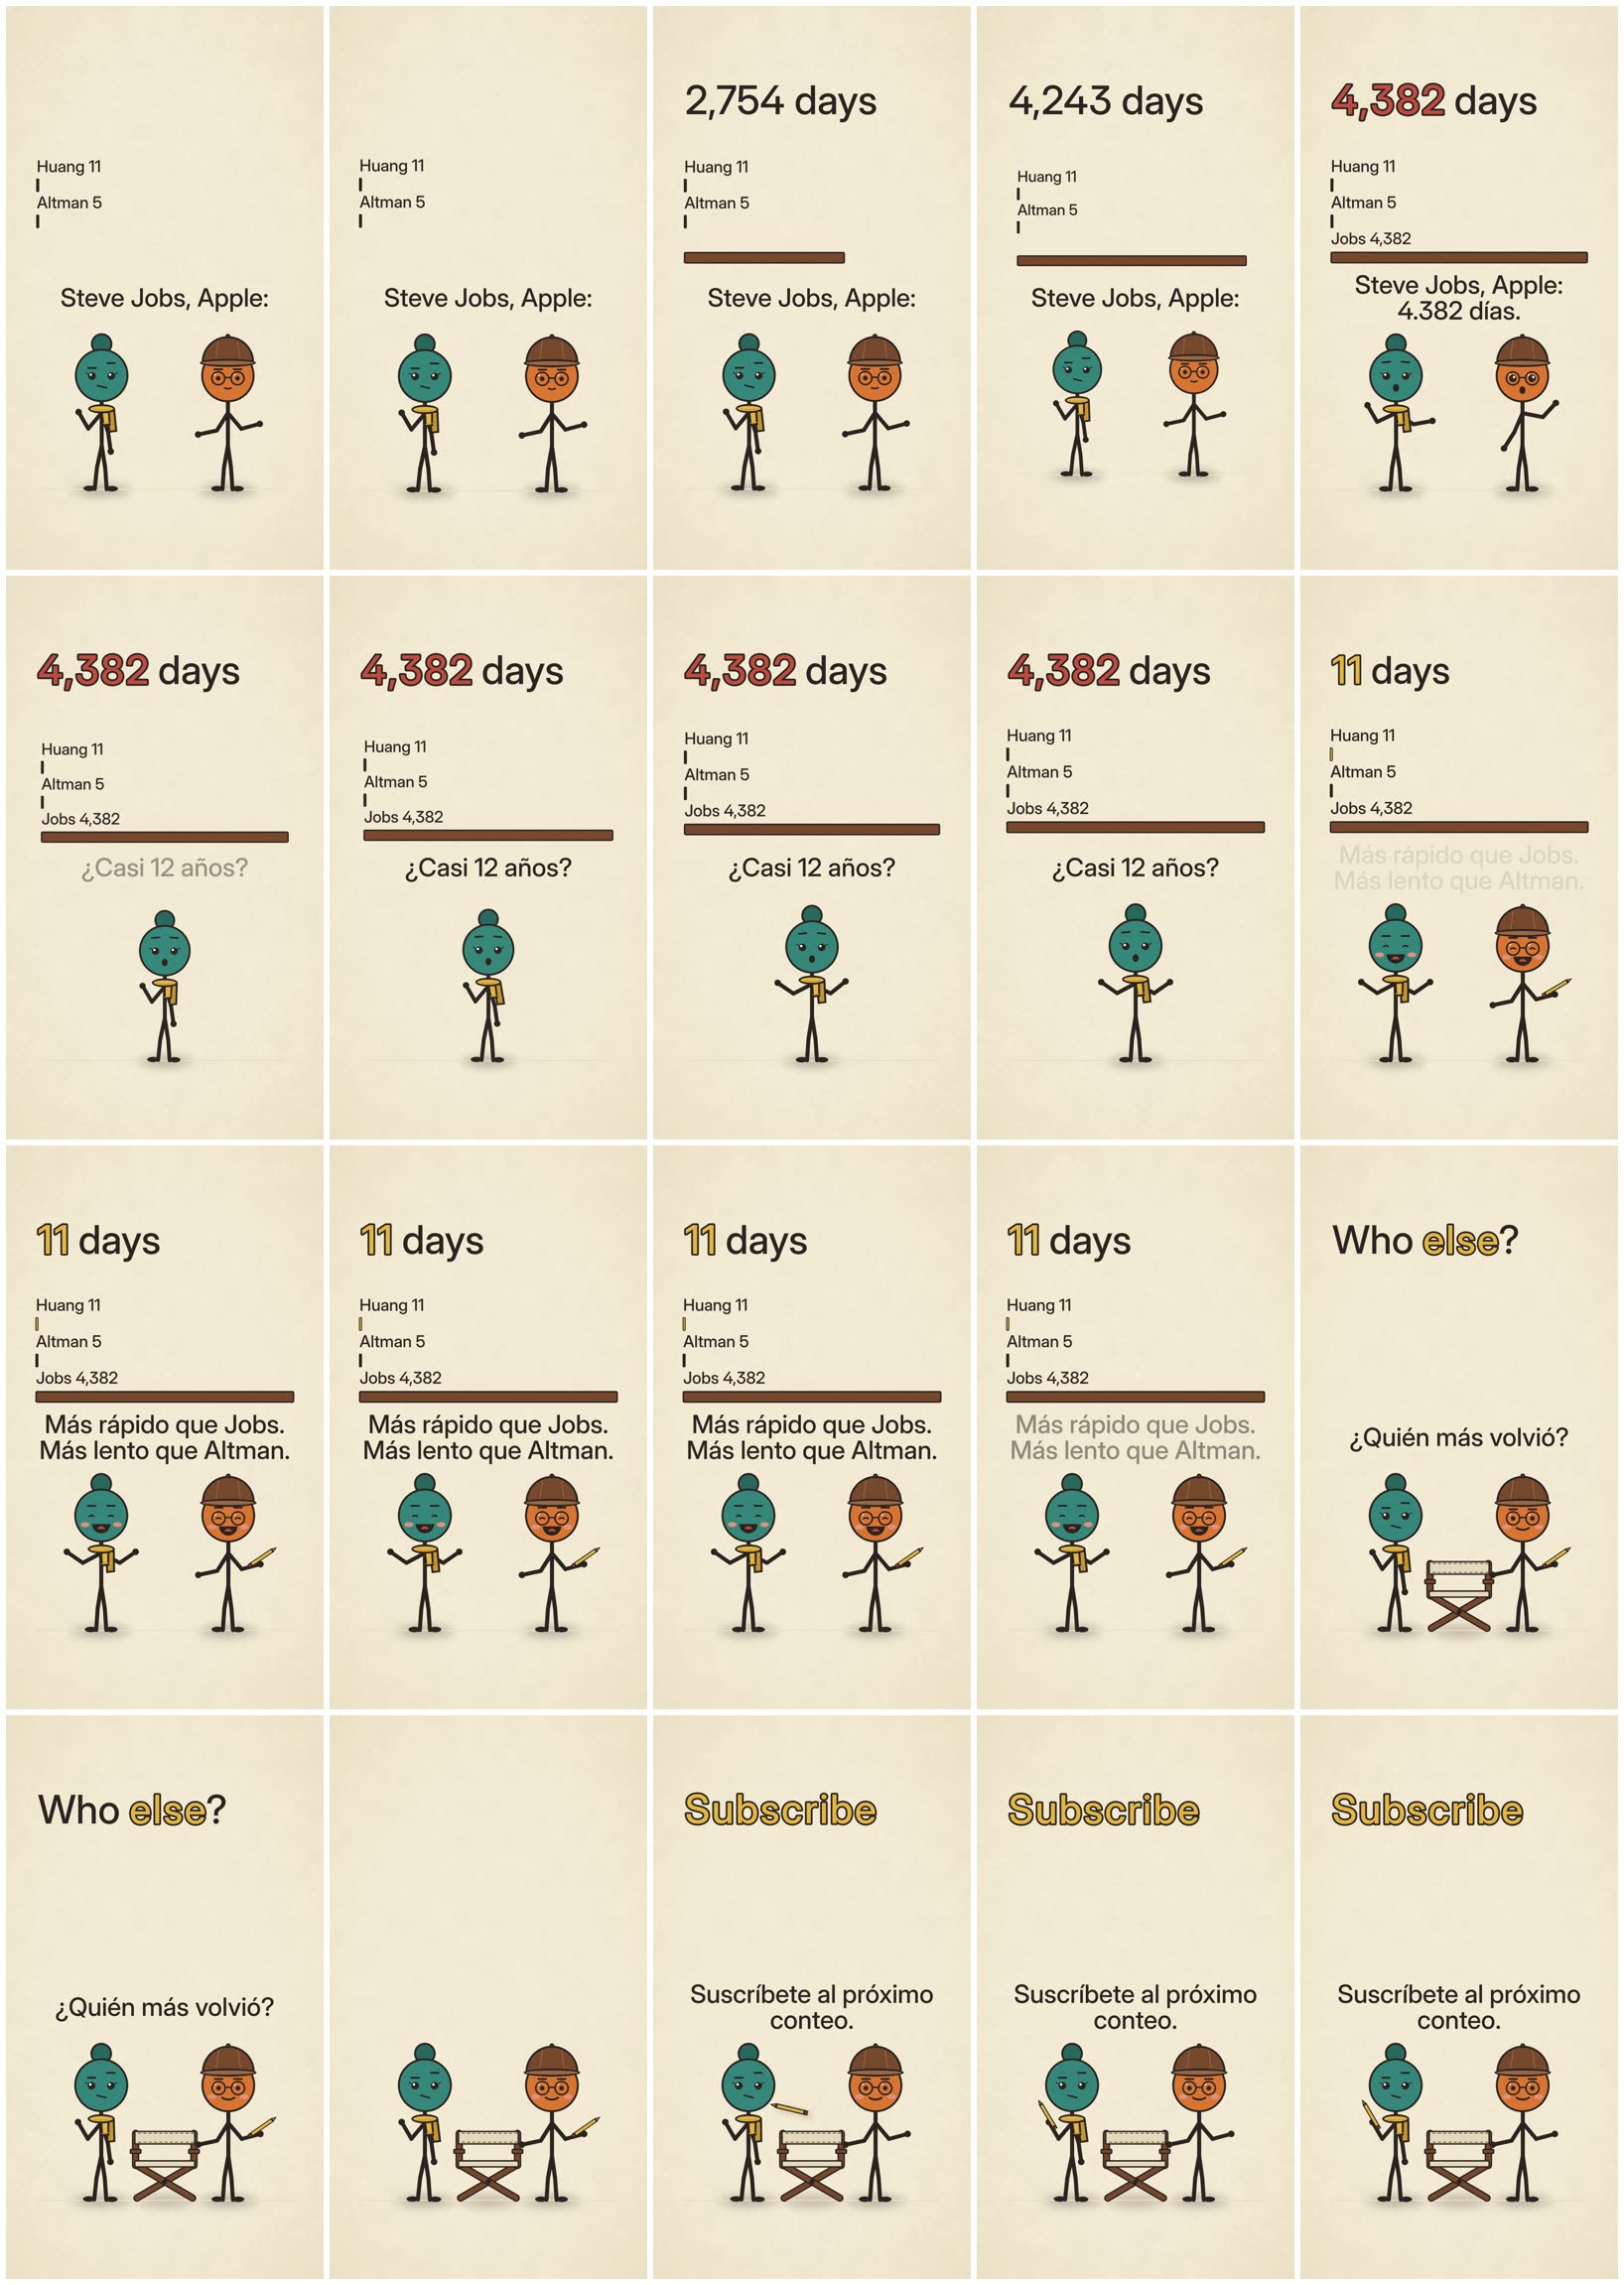 Huang 11
Altman 5
Steve Jobs, Apple:
Huang 11
Altman 5
Steve Jobs, Apple:
2,754 days
Huang 11
Altman 5
Steve Jobs, Apple:
4,243 days
Huang 11
Altman 5
Steve Jobs, Apple:
4,382 days
Huang 11
Altman 5
Jobs 4,382
Steve Jobs, Apple:
4.382 días.
4,382 days
Huang 11
Altman 5
Jobs 4,382
¿Casi 12 años?
4,382 days
Huang 11
Altman 5
Jobs 4,382
¿Casi 12 años?
4,382 days
Huang 11
Altman 5
Jobs 4,382
¿Casi 12 años?
4,382 days
Huang 11
Altman 5
Jobs 4,382
¿Casi 12 años?
11 days
Huang 11
Altman 5
Jobs 4,382
Más rápido que Jobs.
Más lento que Altman.
11 days
Huang 11
Altman 5
Jobs 4,382
Más rápido que Jobs.
Más lento que Altman.
11 days
Huang 11
Altman 5
Jobs 4,382
Más rápido que Jobs.
Más lento que Altman.
11 days
Huang 11
Altman 5
Jobs 4,382
Más rápido que Jobs.
Más lento que Altman.
11 days
Huang 11
Altman 5
Jobs 4,382
Más rápido que Jobs.
Más lento que Altman.
Who else?
¿Quién más volvió?
Who else?
¿Quién más volvió?
Subscribe
Suscríbete al próximo
conteo.
Subscribe
Suscríbete al próximo
conteo.
Subscribe
Suscríbete al próximo
conteo.